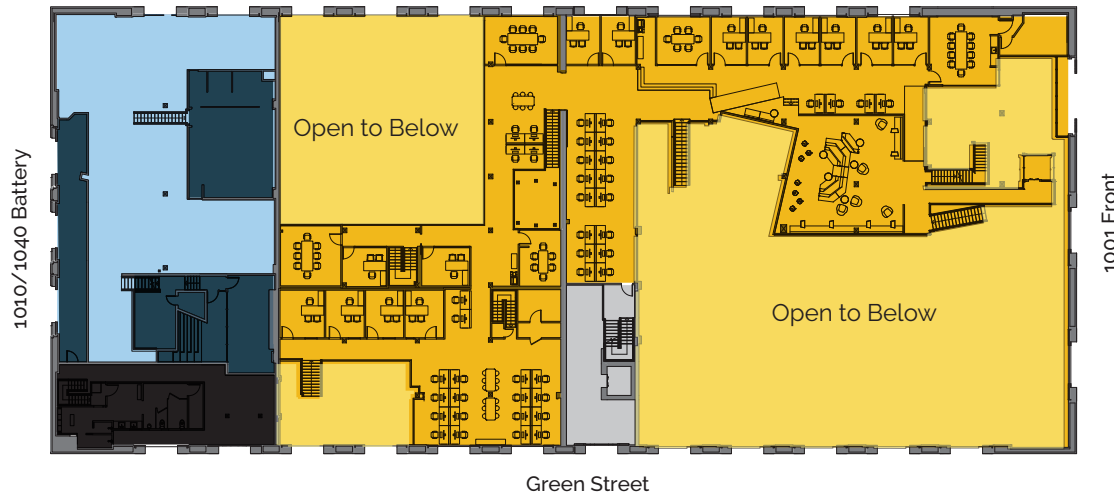 Open to Below
1010/1040 Battery
1001 Front
Open to Below
Green Street